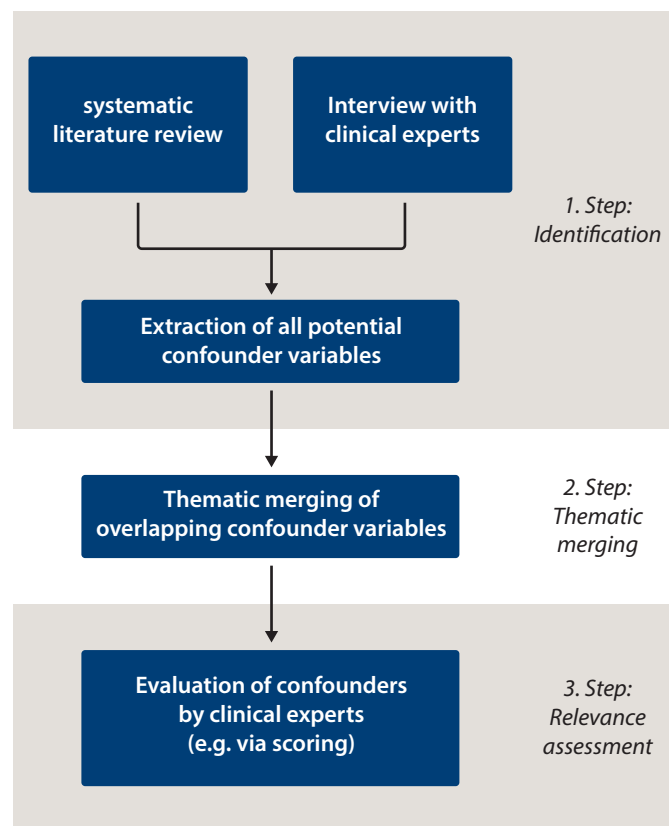 systematic
literature review
Interview with
clinical experts
1. Step:
Identification
Extraction of all potential
confounder variables
Thematic merging of
overlapping confounder variables
2. Step:
Thematic
merging
Evaluation of confounders
by clinical experts
(e.g. via scoring)
3. Step:
Relevance
assessment